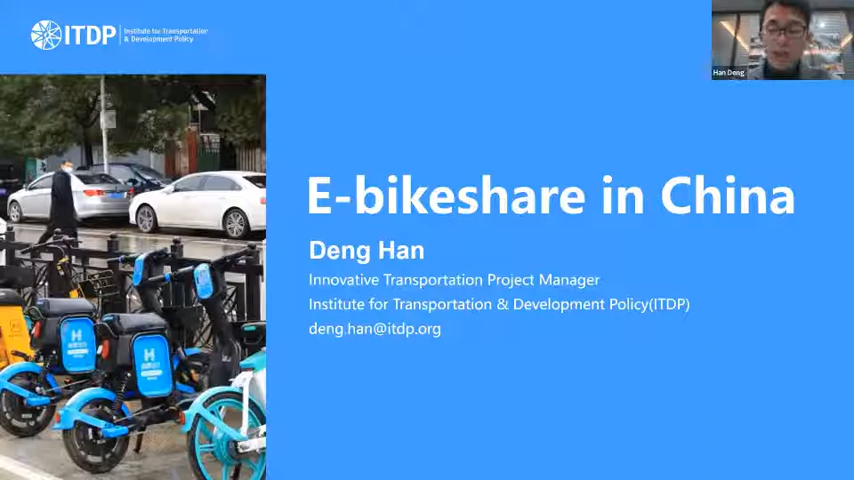 ITDP
Institute for Transportation
& Development Policy
Han Deng
E-bikeshare in China
Deng Han
Innovative Transportation Project Manager
Institute for Transportation & Development Policy(ITDP)
deng.han@itdp.org